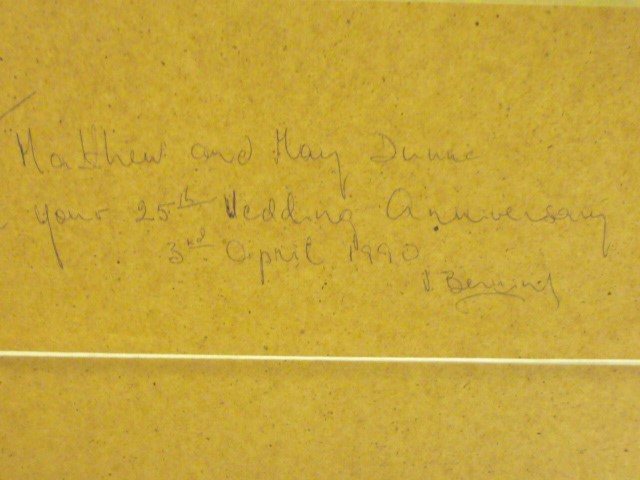 Matthew and May Dunne
your 25th Wedding Anniversary
3rd April 1990